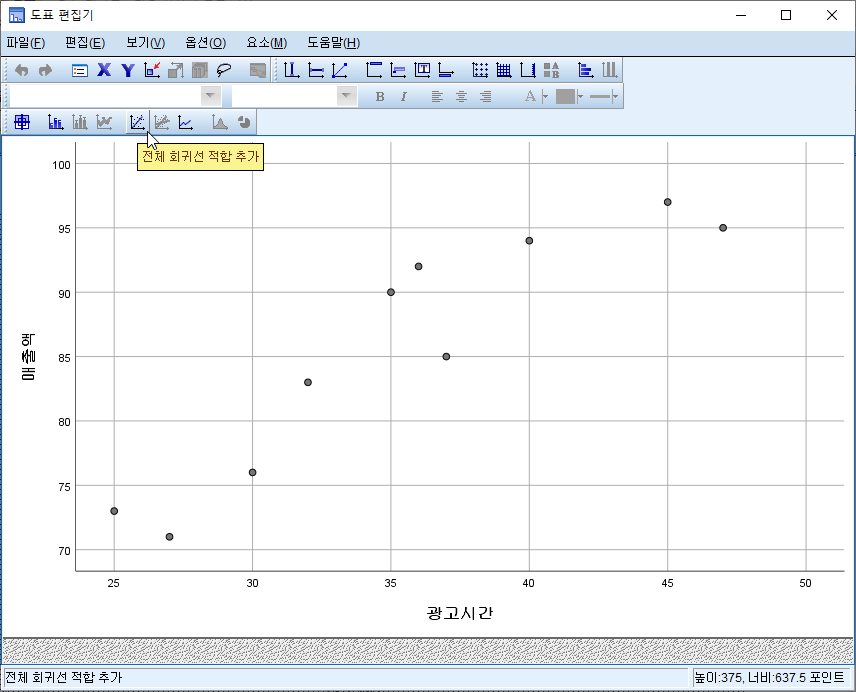 도표 편집기
파일(F) 편집(E) 보기(V) 옵션(O) 요소(M) 도움말(H)
X Y
B I A
전체 회귀선 적합 추가
100
95
90
85
80
75
70
매출액
25 30 35 40 45 50
광고시간
전체 회귀선 적합 추가 높이:375, 너비:637.5 포인트